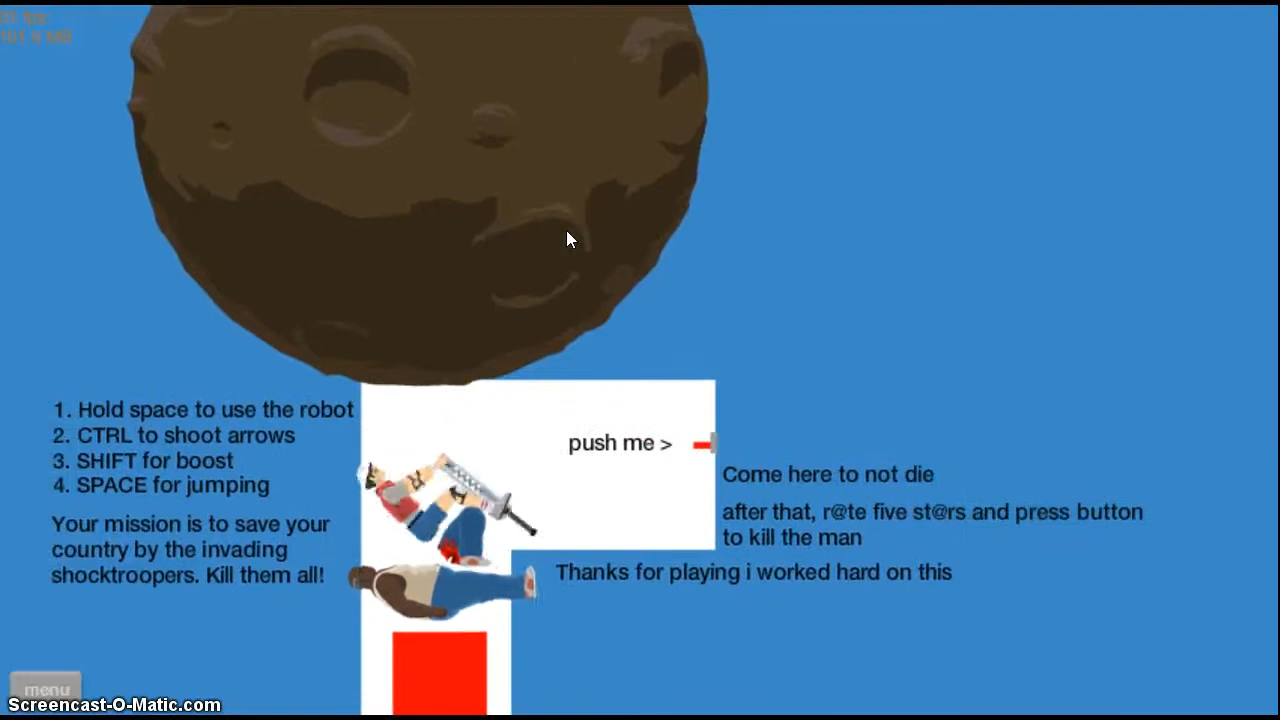 1. Hold space to use the robot
2. CTRL to shoot arrows
3. SHIFT for boost
4. SPACE for jumping
Your mission is to save your
country by the invading
shocktroopers. Kill them all!
push me >
Come here to not die
after that, r@te five st@rs and press button
to kill the man
Thanks for playing i worked hard on this
menu
Screencast-O-Matic.com